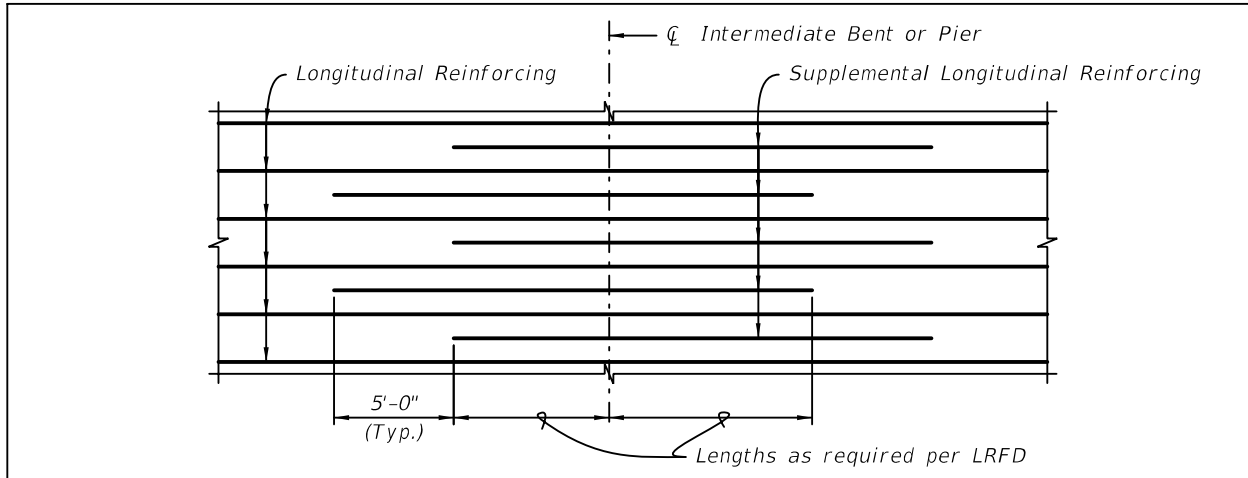 ℄ Intermediate Bent or Pier
Longitudinal Reinforcing
Supplemental Longitudinal Reinforcing
5'-0"
(Typ.)
Lengths as required per LRFD